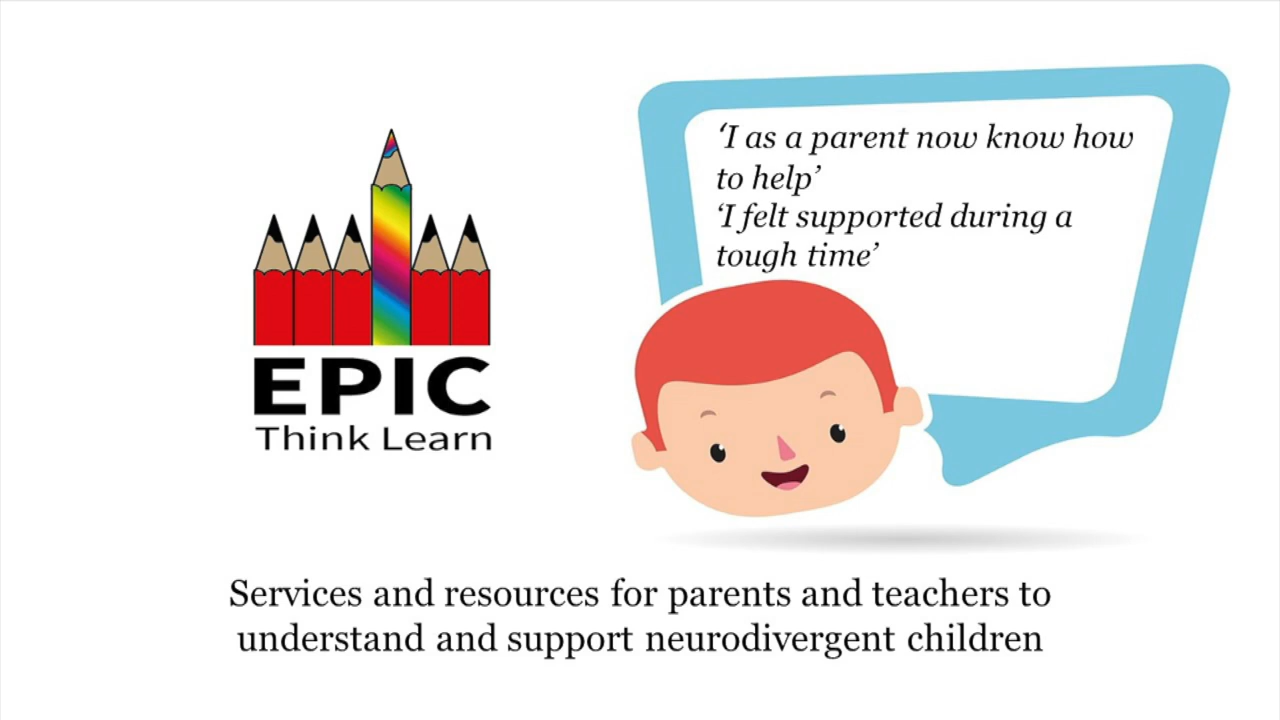 EPIC
Think Learn
‘I as a parent now know how
to help’
‘I felt supported during a
tough time’
Services and resources for parents and teachers to
understand and support neurodivergent children